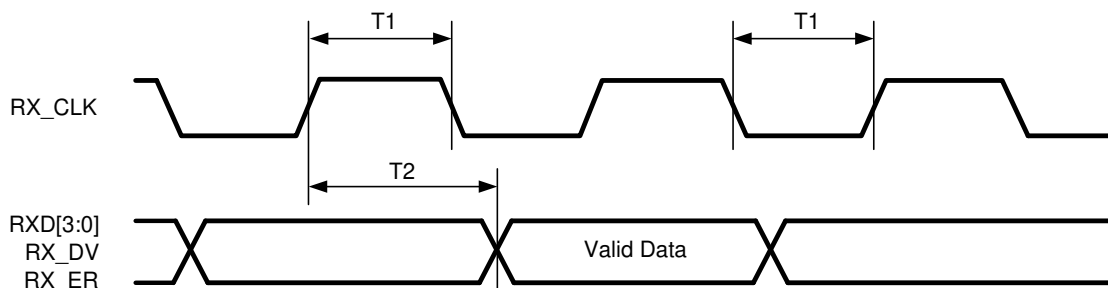 T1
T1
RX_CLK
T2
RXD[3:0]
RX_DV
Valid Data
RX_ER